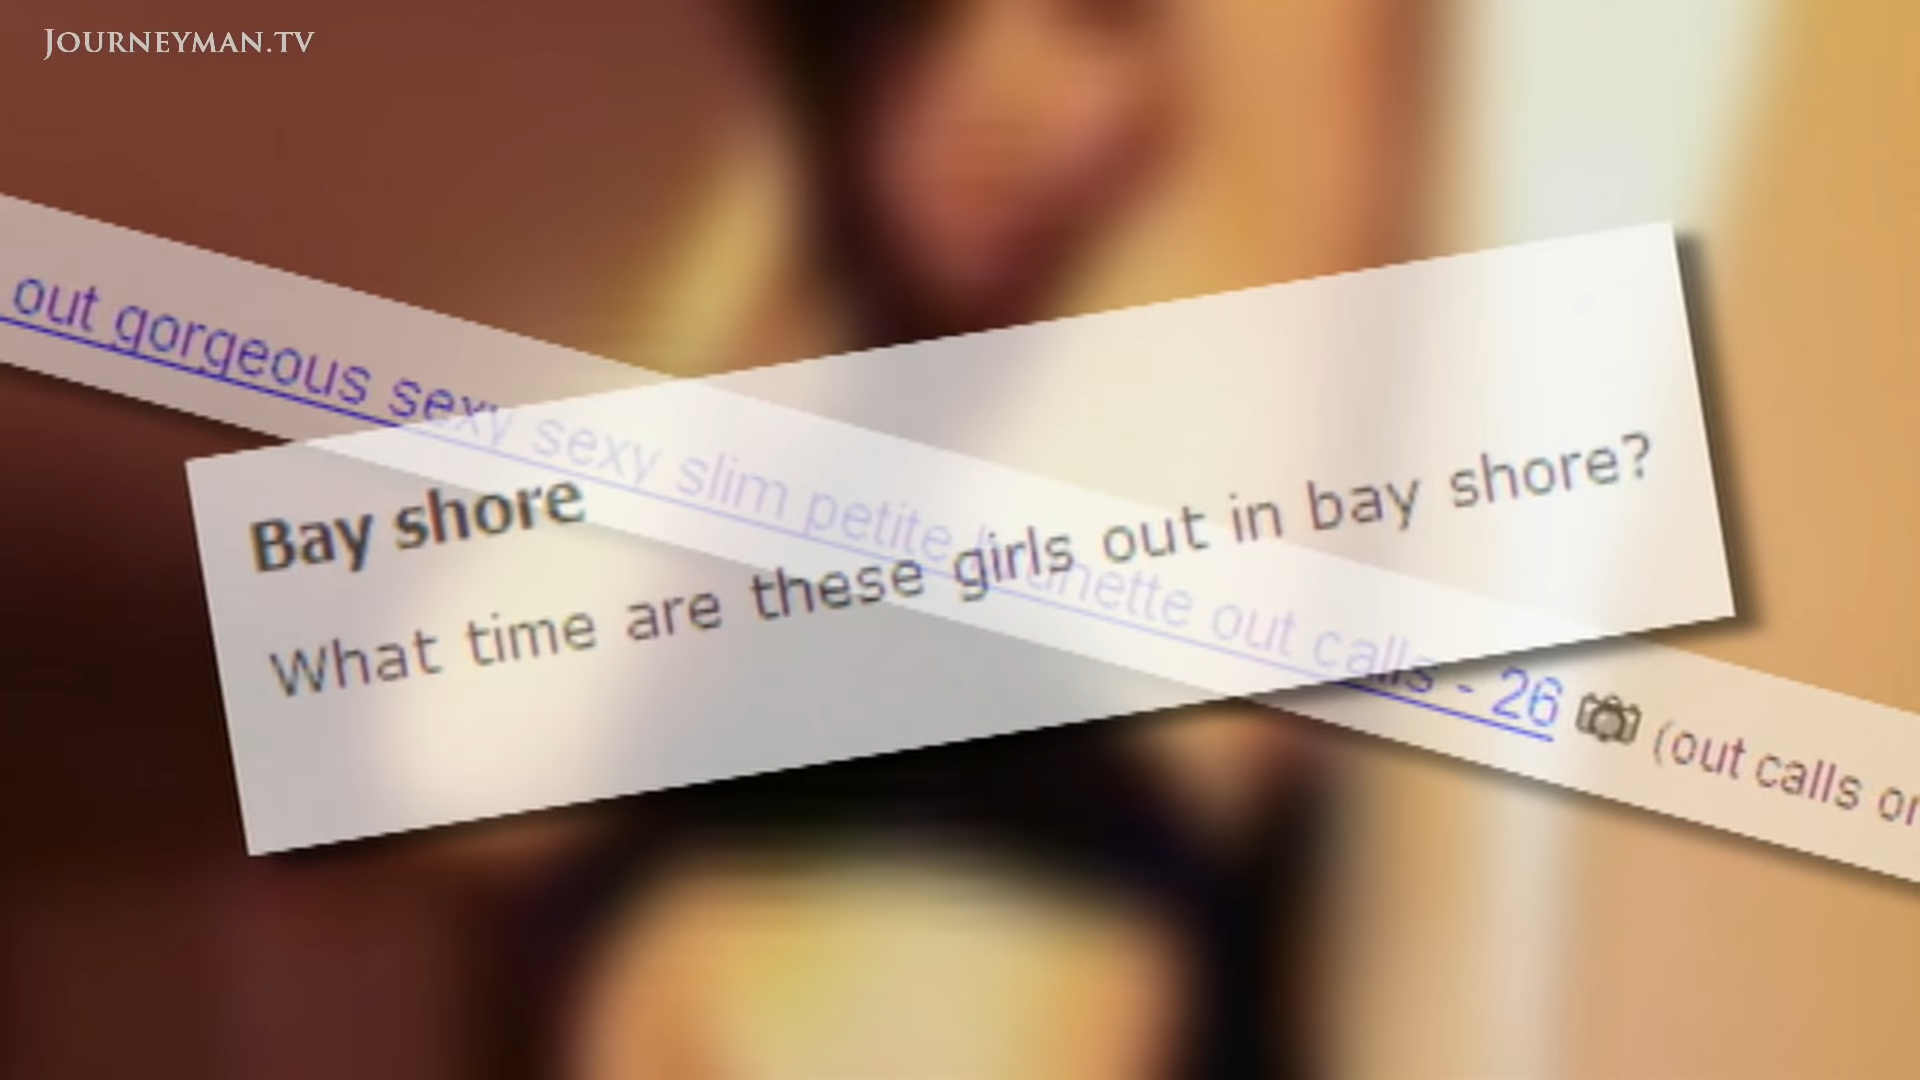 JOURNEYMAN.TV
out gorgeous sexy sexy slim petite brunette out calls - 26 (out calls
Bay shore
What time are these girls out in bay shore?